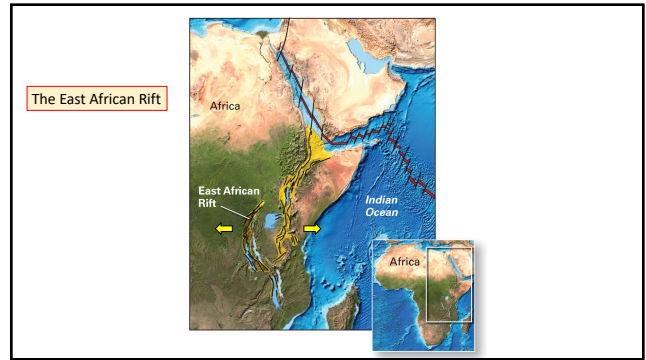 The East African Rift
Africa
East African
Rift
Indian
Ocean
Africa